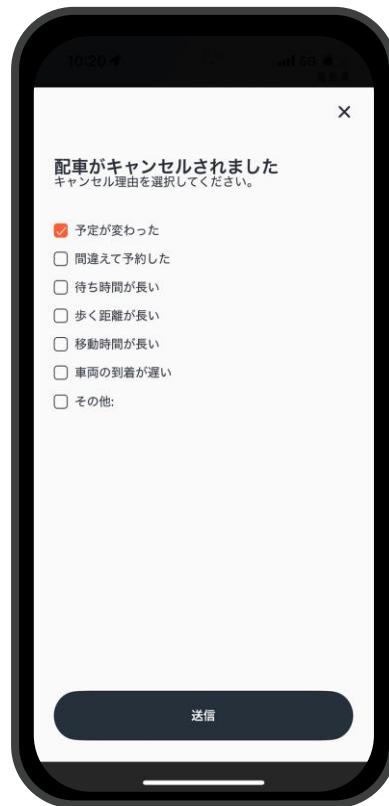 10:20
5G
配車がキャンセルされました
キャンセル理由を選択してください。
予定が変わった
間違えて予約した
待ち時間が長い
歩く距離が長い
移動時間が長い
車両の到着が遅い
その他:
送信